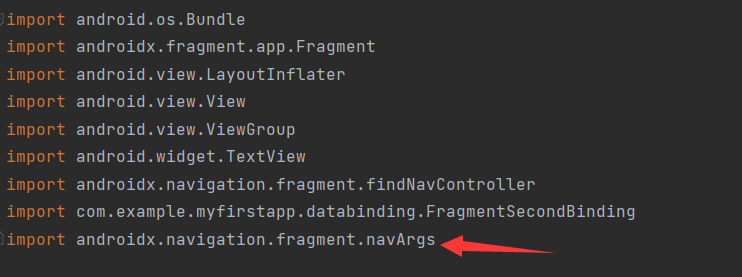 import android.os.Bundle
import androidx.fragment.app.Fragment
import android.view.LayoutInflater
import android.view.View
import android.view.ViewGroup
import android.widget.TextView
import androidx.navigation.fragment.findNavController
import com.example.myfirstapp.databinding.FragmentSecondBinding
import androidx.navigation.fragment.navArgs